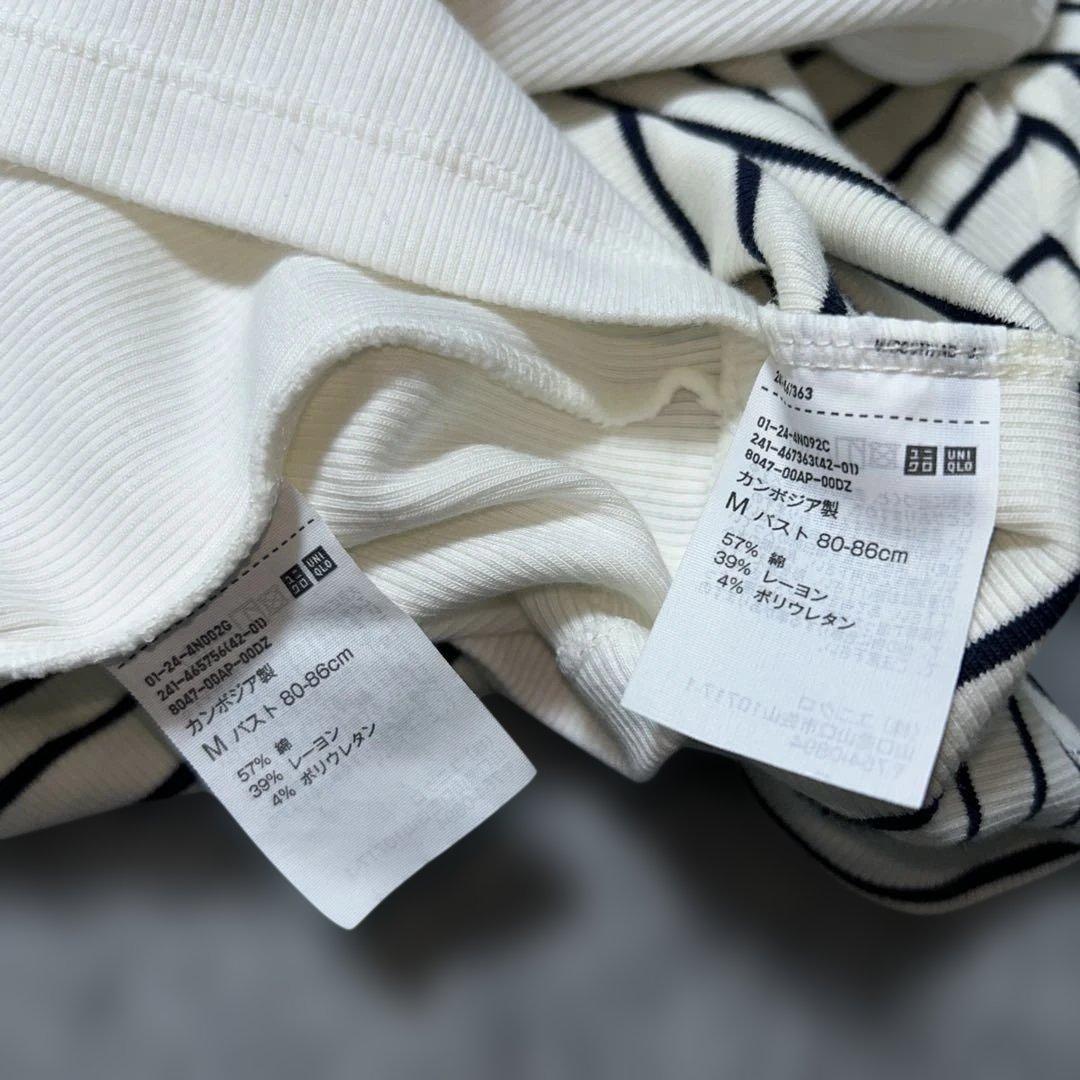 ユニ
クロ
UNI
QLO
01-24-4N002G
241-465756(42-01)
8047-00AP-00DZ
カンボジア製
M バスト 80-86cm
57% 綿
39% レーヨン
4% ポリウレタン
01-24-4N092C
241-467363(42-01)
ユニ
クロ
UNI
QLO
8047-00AP-00DZ
カンボジア製
M バスト 80-86cm
57% 綿
39% レーヨン
4% ポリウレタン